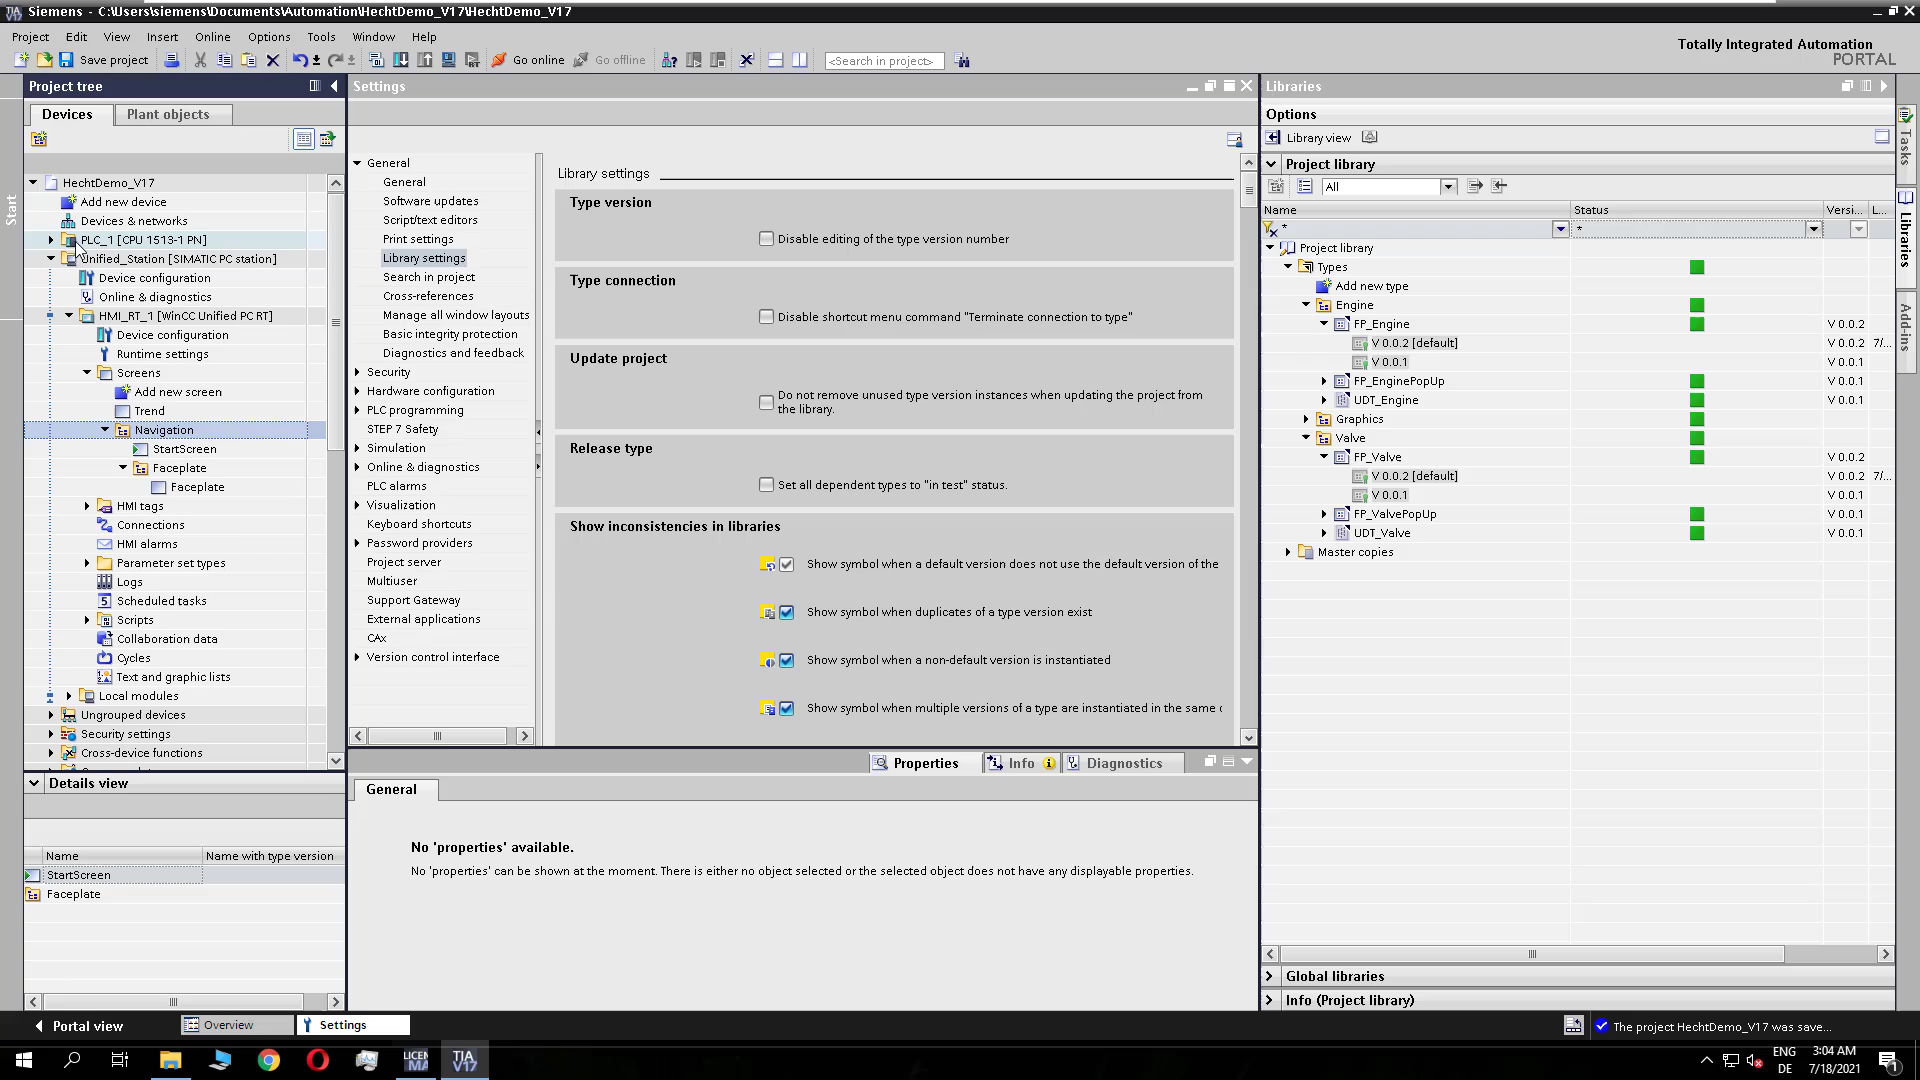 Siemens - C:\Users\siemens\Documents\Automation\HechtDemo_V17\HechtDemo_V17
Project Edit View Insert Online Options Tools Window Help
Totally Integrated Automation
PORTAL
Save project
Go online
Go offline
<Search in project>
Project tree
Devices
Plant objects
Start
HechtDemo_V17
Add new device
Devices & networks
PLC_1 [CPU 1513-1 PN]
Unified_Station [SIMATIC PC station]
Device configuration
Online & diagnostics
HMI_RT_1 [WinCC Unified PC RT]
Device configuration
Runtime settings
Screens
Add new screen
Trend
Navigation
StartScreen
Faceplate
Faceplate
HMI tags
Connections
HMI alarms
Parameter set types
Logs
Scheduled tasks
Scripts
Collaboration data
Cycles
Text and graphic lists
Local modules
Ungrouped devices
Security settings
Cross-device functions
Details view
Name
Name with type version
StartScreen
Faceplate
Settings
General
General
Software updates
Script/text editors
Print settings
Library settings
Search in project
Cross-references
Manage all window layouts
Basic integrity protection
Diagnostics and feedback
Security
Hardware configuration
PLC programming
STEP 7 Safety
Simulation
Online & diagnostics
PLC alarms
Visualization
Keyboard shortcuts
Password providers
Project server
Multiuser
Support Gateway
External applications
CAx
Version control interface
Library settings
Type version
Disable editing of the type version number
Type connection
Disable shortcut menu command "Terminate connection to type"
Update project
Do not remove unused type version instances when updating the project from
the library.
Release type
Set all dependent types to "in test" status.
Show inconsistencies in libraries
Show symbol when a default version does not use the default version of the
Show symbol when duplicates of a type version exist
Show symbol when a non-default version is instantiated
Show symbol when multiple versions of a type are instantiated in the same
Properties
Info
Diagnostics
General
No 'properties' available.
No 'properties' can be shown at the moment. There is either no object selected or the selected object does not have any displayable properties.
Libraries
Options
Library view
Project library
All
Name Status Versi... L...
* *
Project library
Types
Add new type
Engine
FP_Engine V 0.0.2
V 0.0.2 [default] V 0.0.2 7/...
V 0.0.1 V 0.0.1
FP_EnginePopUp V 0.0.1
UDT_Engine V 0.0.1
Graphics
Valve
FP_Valve V 0.0.2
V 0.0.2 [default] V 0.0.2 7/...
V 0.0.1 V 0.0.1
FP_ValvePopUp V 0.0.1
UDT_Valve V 0.0.1
Master copies
Global libraries
Info (Project library)
Tasks
Libraries
Add-ins
Portal view
Overview
Settings
The project HechtDemo_V17 was save...
LICEN
MA
TIA
V17
ENG
DE
3:04 AM
7/18/2021
1